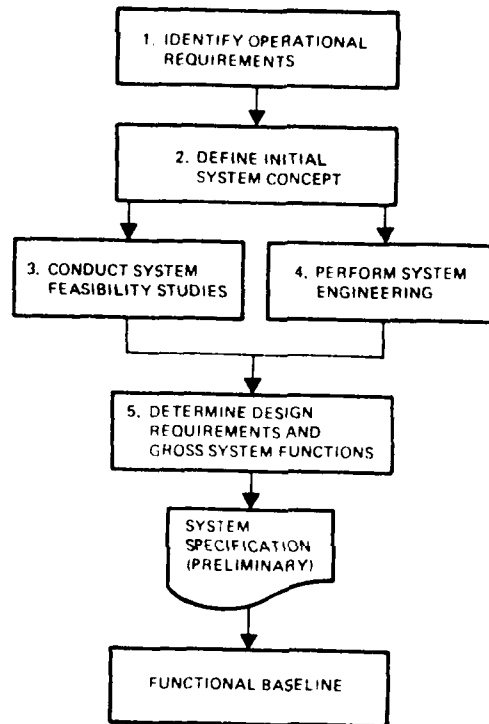 1. IDENTIFY OPERATIONAL
REQUIREMENTS
2. DEFINE INITIAL
SYSTEM CONCEPT
3. CONDUCT SYSTEM
FEASIBILITY STUDIES
4. PERFORM SYSTEM
ENGINEERING
5. DETERMINE DESIGN
REQUIREMENTS AND
GROSS SYSTEM FUNCTIONS
SYSTEM
SPECIFICATION
(PRELIMINARY)
FUNCTIONAL BASELINE